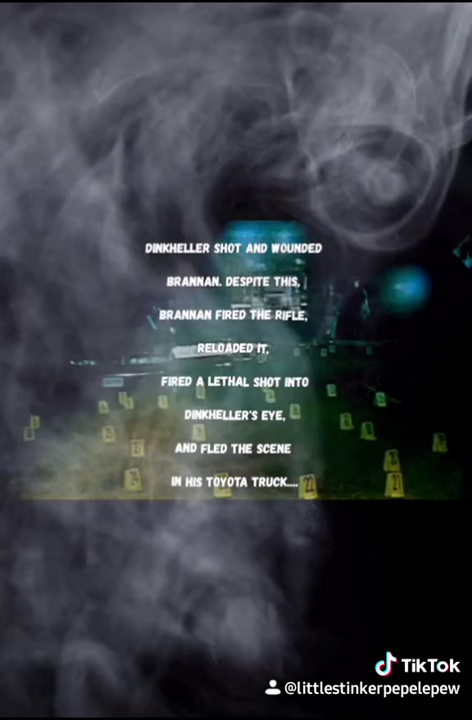 DINKHELLER SHOT AND WOUNDED
BRANNAN. DESPITE THIS,
BRANNAN FIRED THE RIFLE,
RELOADED IT,
FIRED A LETHAL SHOT INTO
DINKHELLER'S EYE,
AND FLED THE SCENE
IN HIS TOYOTA TRUCK....
TikTok
@littlestinkerpepelepew